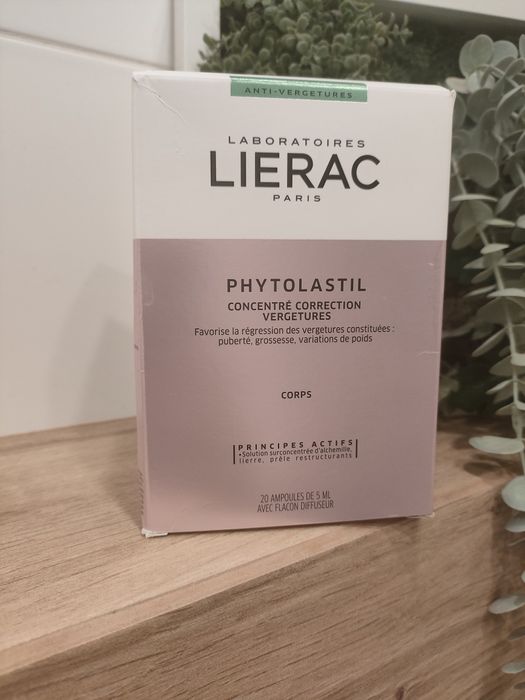 ANTI-VERGETURES
LABORATOIRES
LIERAC
PARIS
PHYTOLASTIL
CONCENTRÉ CORRECTION
VERGETURES
Favorise la régression des vergetures constituées :
puberté, grossesse, variations de poids
CORPS
PRINCIPES ACTIFS
•Solution surconcentrée d'alchemille,
lierre, prêle restructurants
20 AMPOULES DE 5 ML
AVEC FLACON DIFFUSEUR